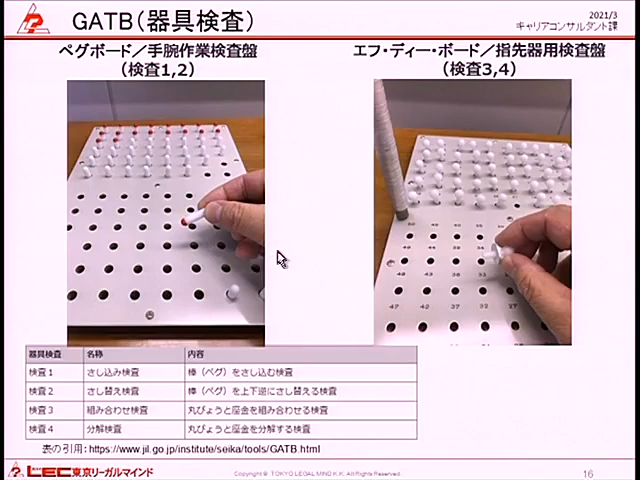 GATB（器具検査）
2021/3
キャリアコンサルタント課
ペグボード／手腕作業検査盤
（検査1,2）
エフ・ディー・ボード／指先器用検査盤
（検査3,4）
器具検査 名称 内容
検査１ さし込み検査 棒（ペグ）をさし込む検査
検査２ さし替え検査 棒（ペグ）を上下逆にさし替える検査
検査３ 組み合わせ検査 丸びょうと座金を組み合わせる検査
検査４ 分解検査 丸びょうと座金を分解する検査
表の引用：https://www.jil.go.jp/institute/seika/tools/GATB.html
LEC東京リーガルマインド
Copyright © TOKYO LEGAL MIND K.K. All Rights Reserved.
16